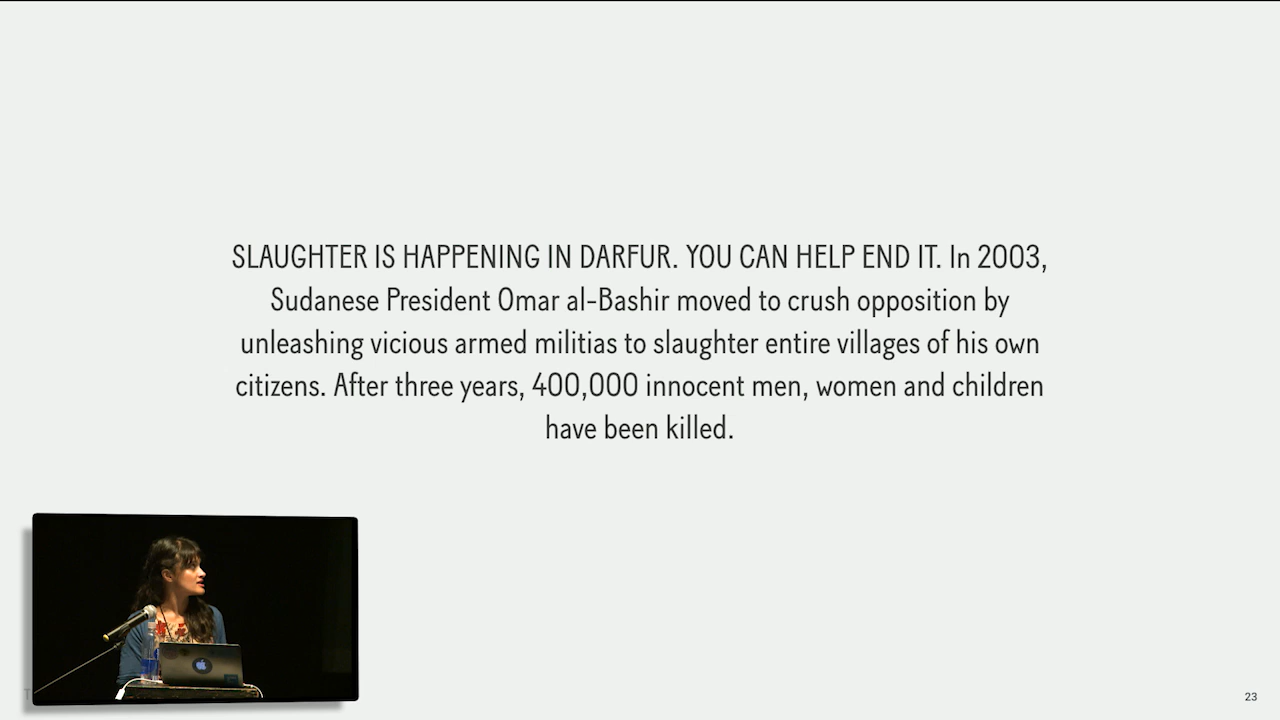 SLAUGHTER IS HAPPENING IN DARFUR. YOU CAN HELP END IT. In 2003,
Sudanese President Omar al-Bashir moved to crush opposition by
unleashing vicious armed militias to slaughter entire villages of his own
citizens. After three years, 400,000 innocent men, women and children
have been killed.
23